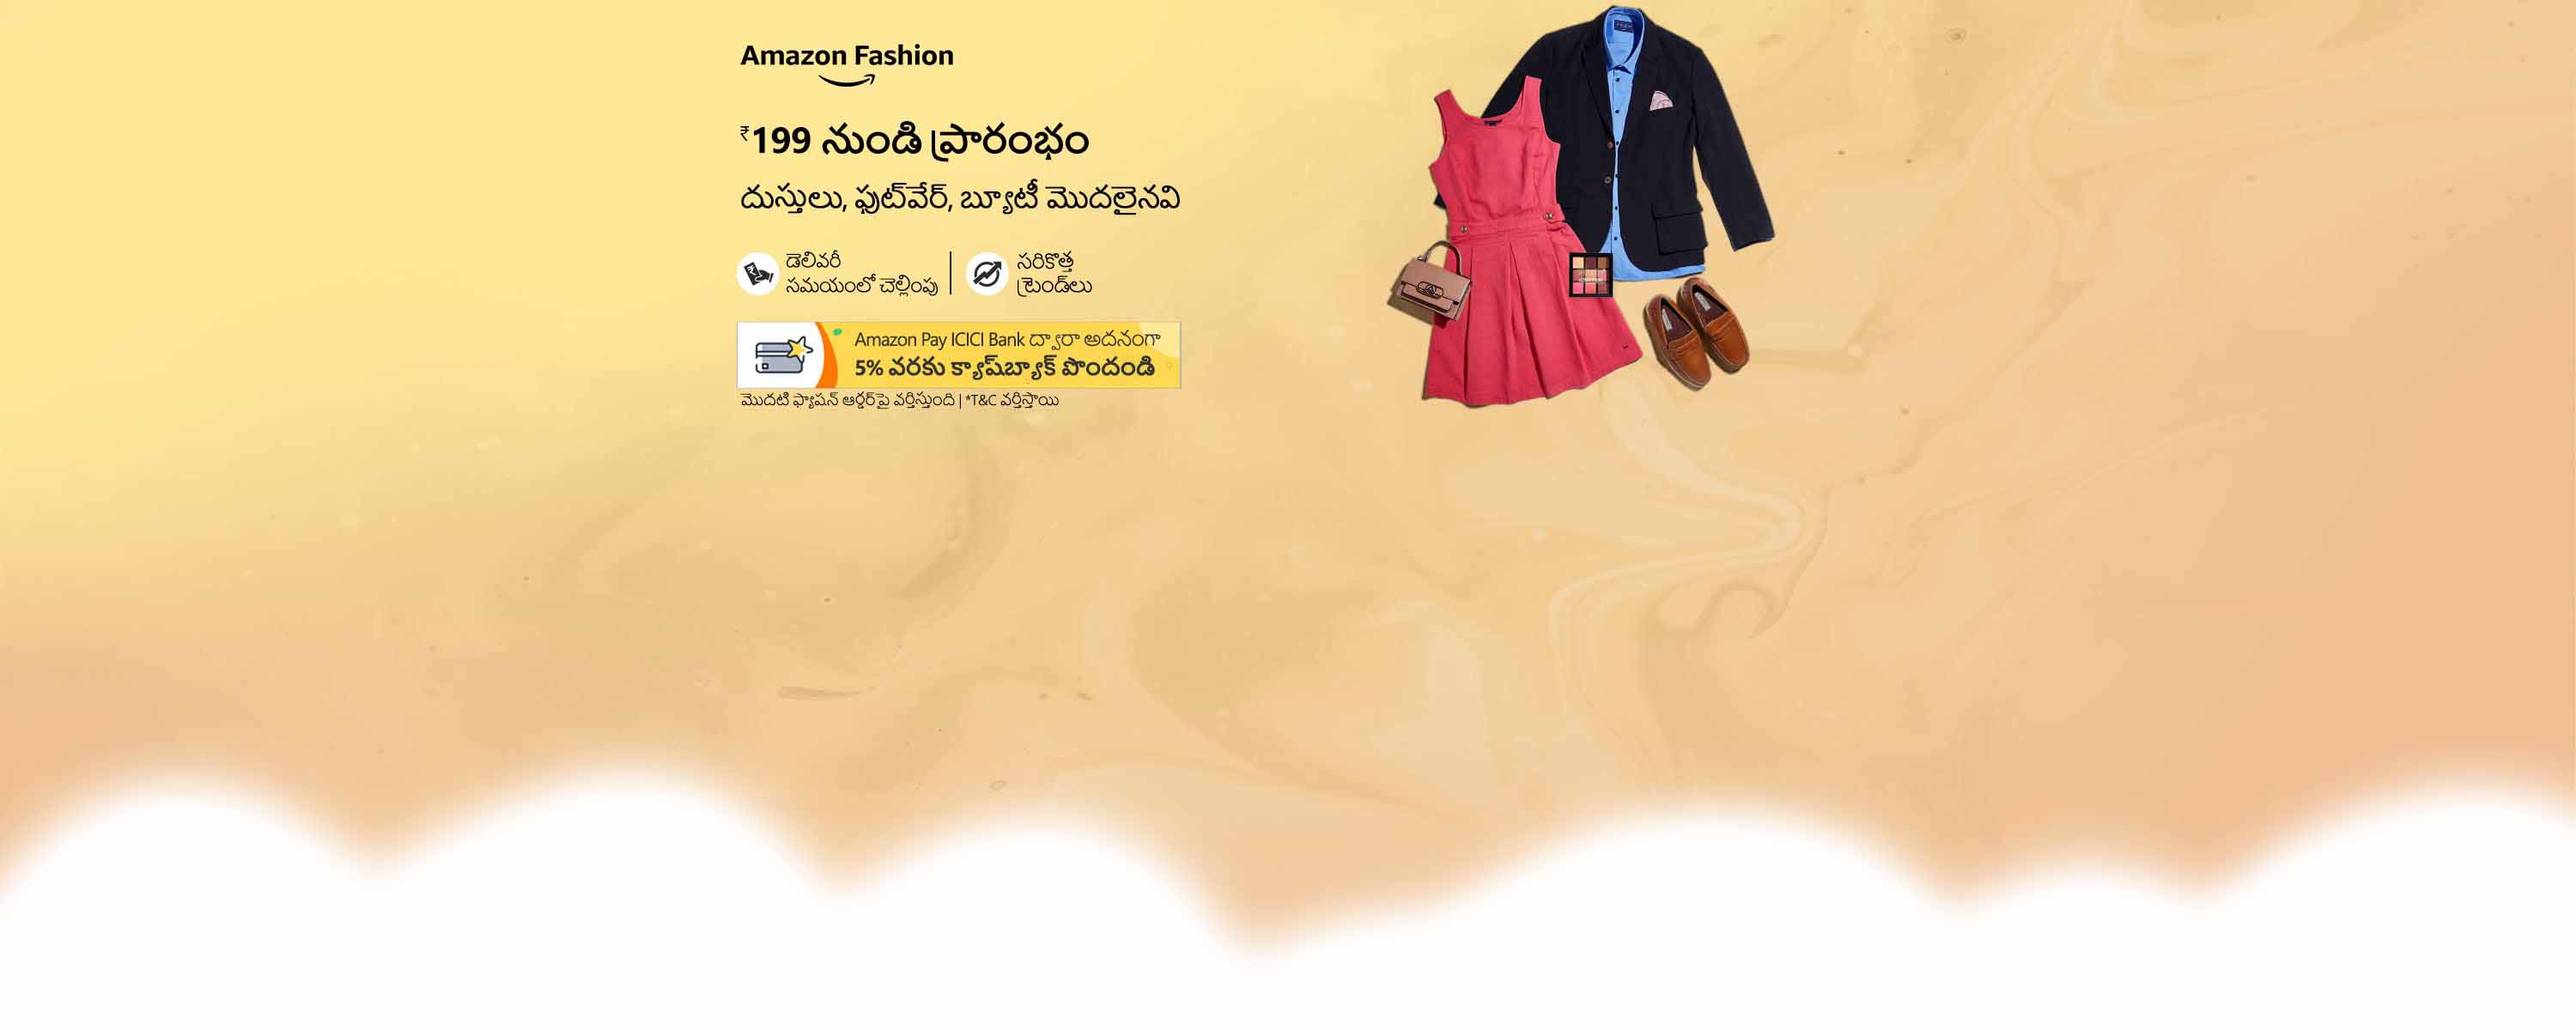 Amazon Fashion
₹199 నుండి ప్రారంభం
దుస్తులు, ఫుట్‌వేర్, బ్యూటీ మొదలైనవి
డెలివరీ
సమయంలో చెల్లింపు
సరికొత్త
ట్రెండ్‌లు
Amazon Pay ICICI Bank ద్వారా అదనంగా
5% వరకు క్యాష్‌బ్యాక్ పొందండి
మొదటి ఫ్యాషన్ ఆర్డర్‌పై వర్తిస్తుంది | *T&C వర్తిస్తాయి